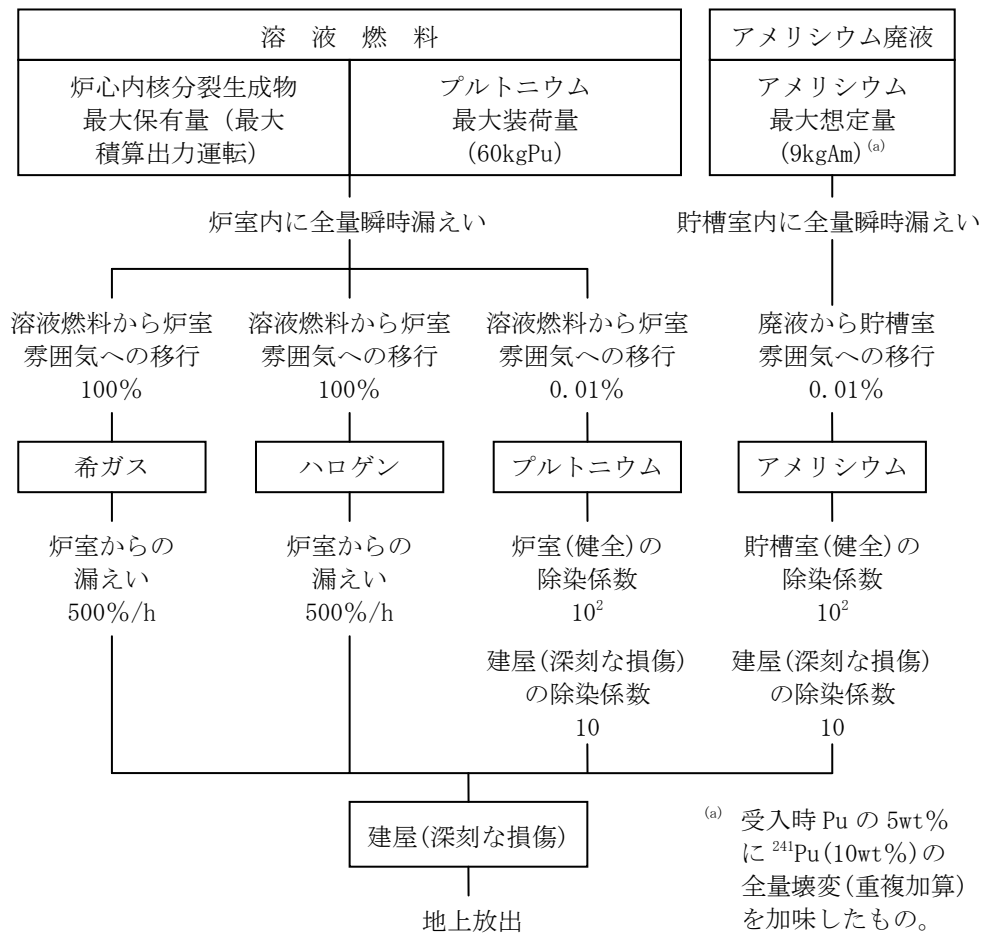 溶 液 燃 料
炉心内核分裂生成物
最大保有量（最大
積算出力運転）
プルトニウム
最大装荷量
(60kgPu)
アメリシウム廃液
アメリシウム
最大想定量
(9kgAm)(a)
炉室内に全量瞬時漏えい
貯槽室内に全量瞬時漏えい
溶液燃料から炉室
雰囲気への移行
100%
溶液燃料から炉室
雰囲気への移行
100%
溶液燃料から炉室
雰囲気への移行
0.01%
廃液から貯槽室
雰囲気への移行
0.01%
希ガス
ハロゲン
プルトニウム
アメリシウム
炉室からの
漏えい
500%/h
炉室からの
漏えい
500%/h
炉室(健全)の
除染係数
10²
貯槽室(健全)の
除染係数
10²
建屋(深刻な損傷)
の除染係数
10
建屋(深刻な損傷)
の除染係数
10
建屋(深刻な損傷)
地上放出
(a) 受入時 Pu の 5wt%
に ²⁴¹Pu(10wt%)の
全量壊変(重複加算)
を加味したもの。